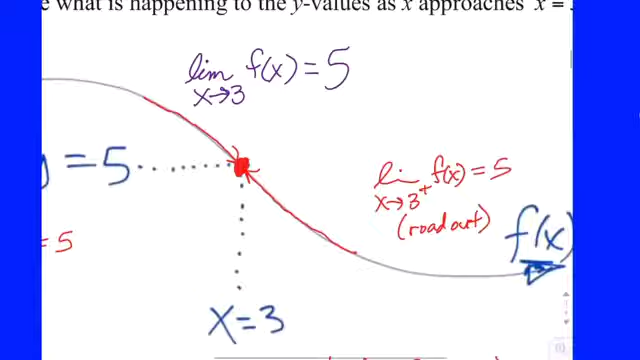 e what is happening to the y-values as x approaches x =
lim f(x) = 5
x→3
y = 5
lim f(x) = 5
x→3+
(road out)
= 5
f(x)
x = 3